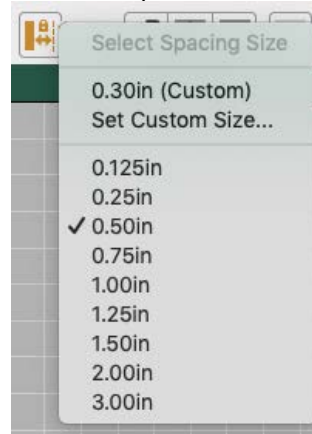 Select Spacing Size
0.30in (Custom)
Set Custom Size...
0.125in
0.25in
0.50in
0.75in
1.00in
1.25in
1.50in
2.00in
3.00in